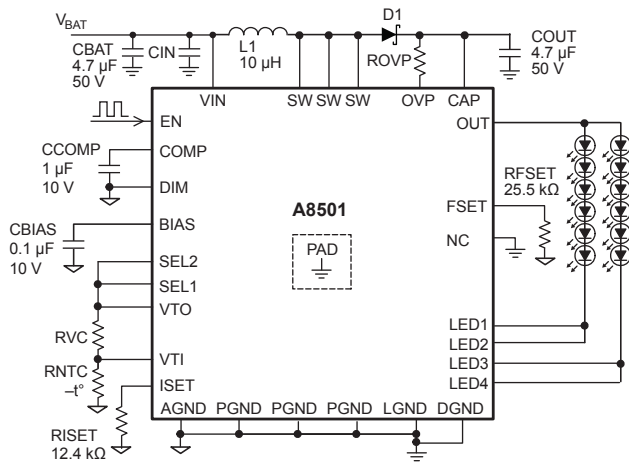 D1
VBAT
CBAT
4.7 µF
50 V
CIN
L1
10 µH
ROVP
COUT
4.7 µF
50 V
VIN
SW SW SW
OVP
CAP
EN
OUT
CCOMP
1 µF
10 V
COMP
DIM
RFSET
25.5 kΩ
A8501
FSET
CBIAS
0.1 µF
10 V
BIAS
PAD
NC
SEL2
SEL1
VTO
RVC
LED1
LED2
VTI
LED3
RNTC
–t°
ISET
LED4
AGND PGND PGND PGND LGND DGND
RISET
12.4 kΩ